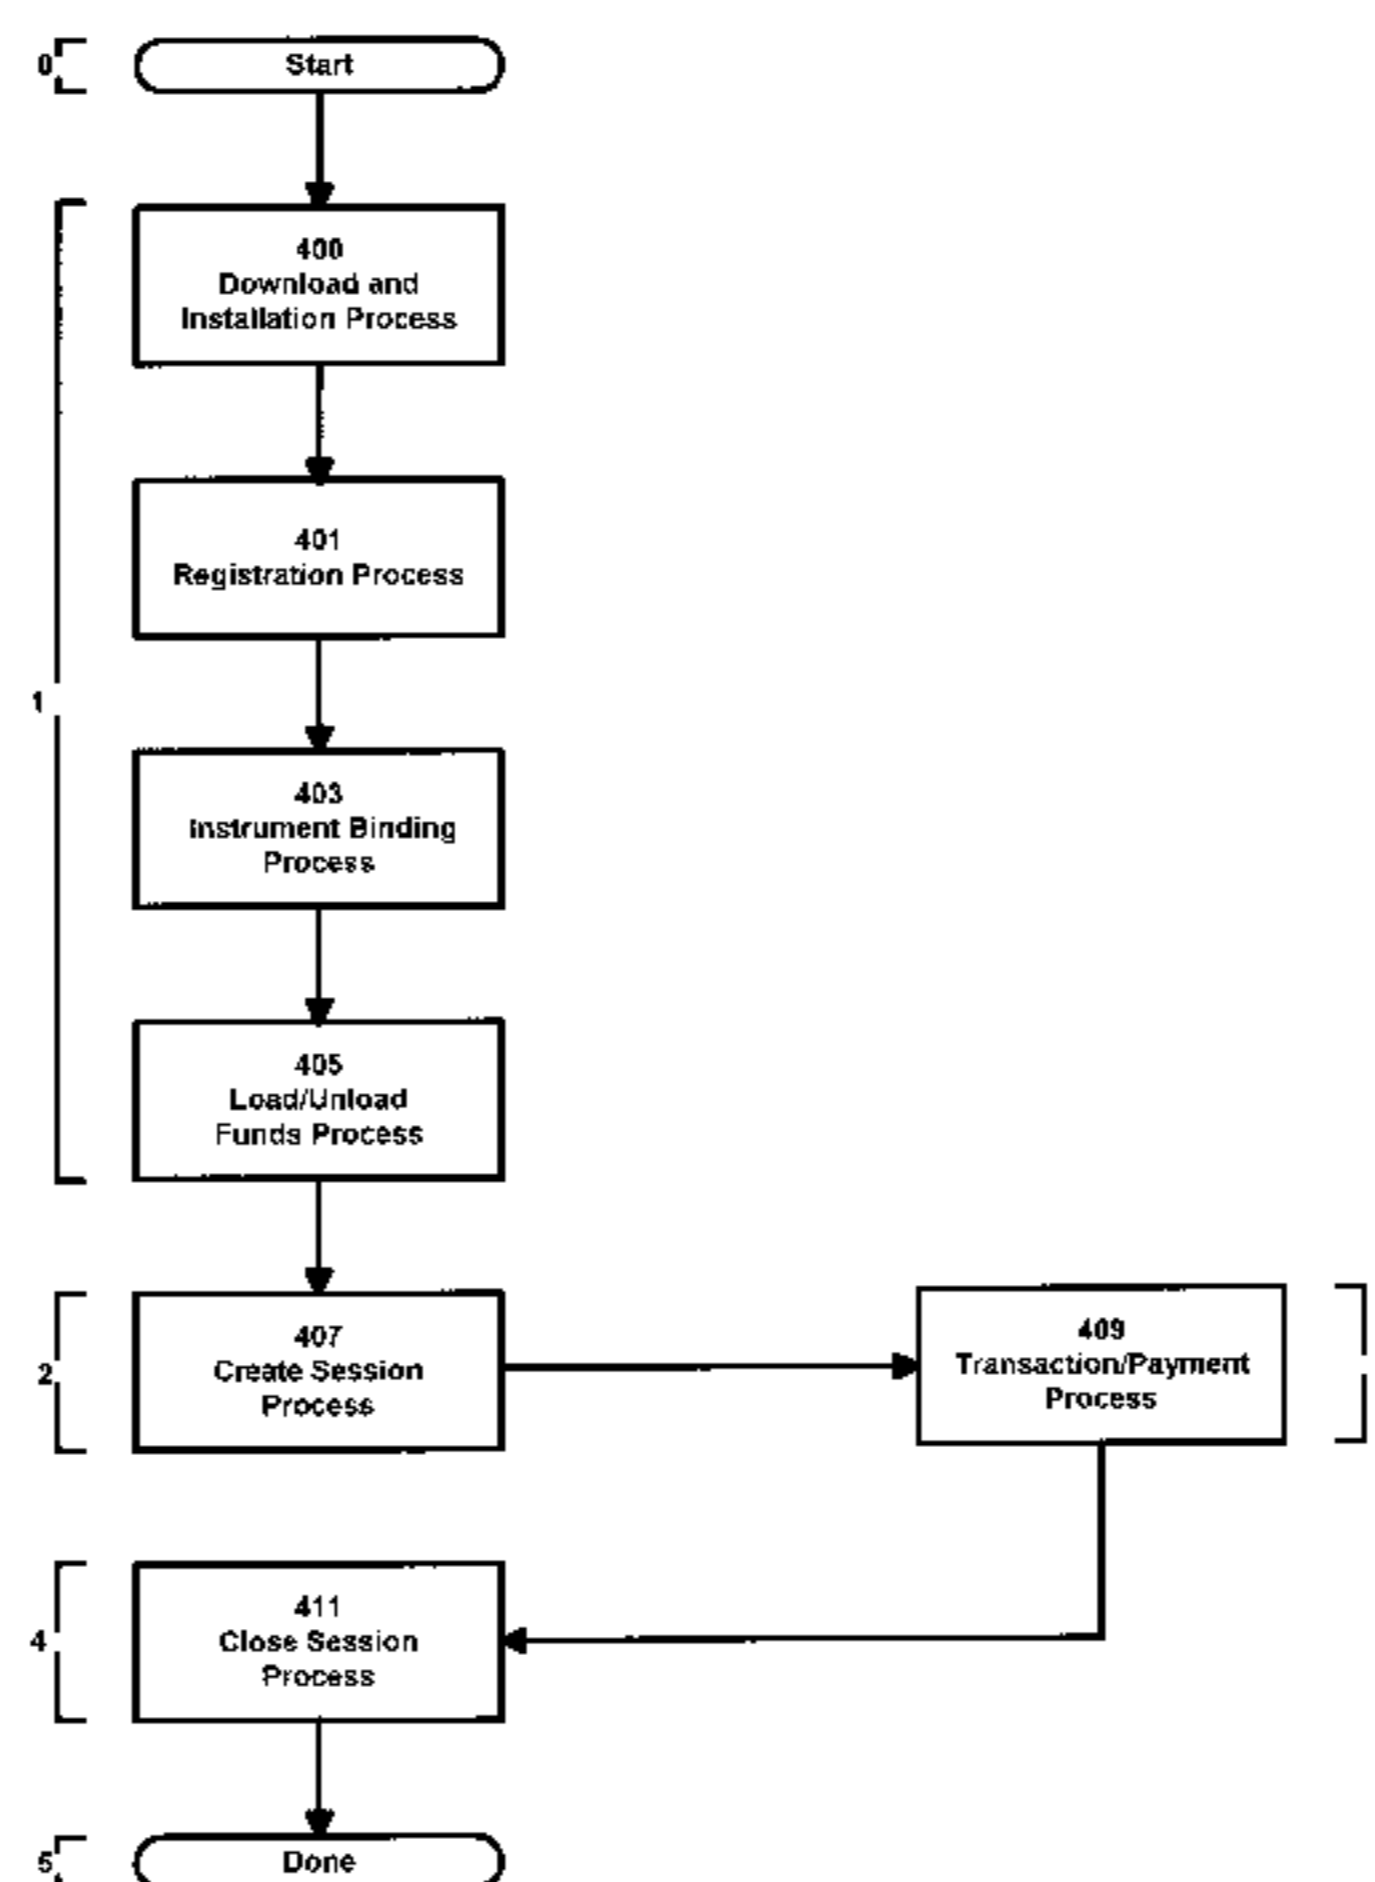 0
Start
400
Download and
Installation Process
401
Registration Process
1
403
Instrument Binding
Process
405
Load/Unload
Funds Process
2
407
Create Session
Process
409
Transaction/Payment
Process
4
411
Close Session
Process
5
Done